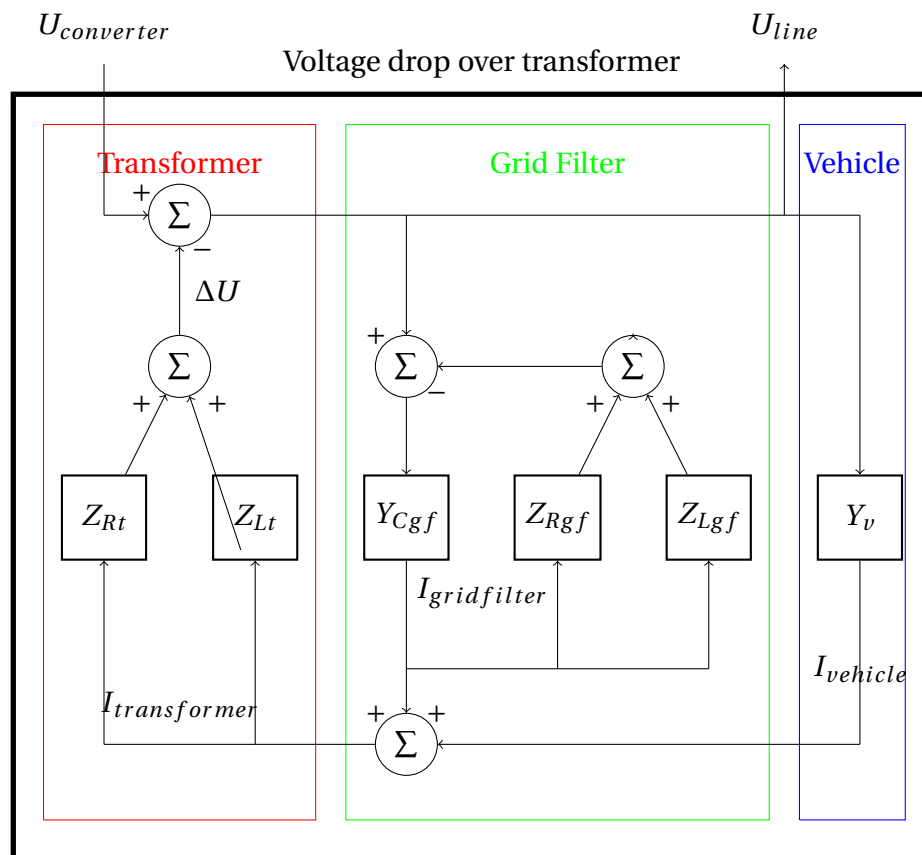 U_converter
U_line
Voltage drop over transformer
Transformer
Grid Filter
Vehicle
+
Σ
−
ΔU
+
Σ
Σ
Σ
−
+
+
+
+
Z_Rt
Z_Lt
Y_Cgf
Z_Rgf
Z_Lgf
Y_v
I_gridfilter
I_vehicle
I_transformer
+
+
Σ